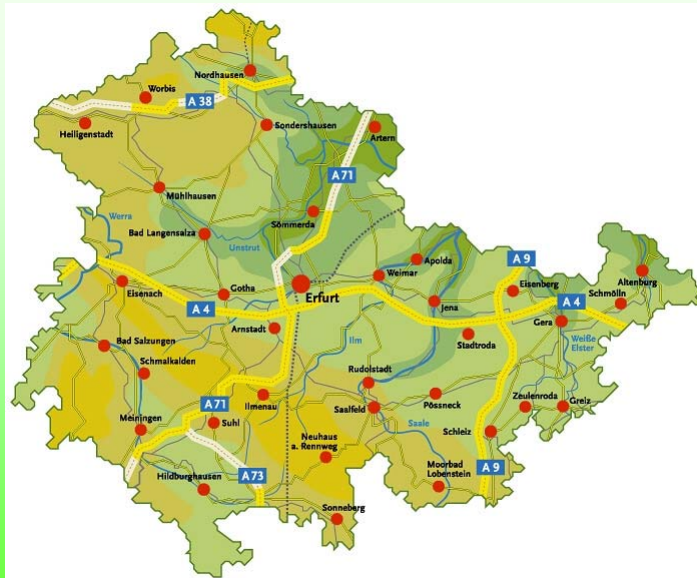 Nordhausen
Worbis
A 38
Heiligenstadt
Sondershausen
Artern
A 71
Mühlhausen
Werra
Sömmerda
Bad Langensalza
Unstrut
A 9
Apolda
Weimar
Altenburg
Eisenach
Gotha
Erfurt
Eisenberg
Schmölln
A 4
A 4
Jena
Gera
Arnstadt
Stadtroda
Ilm
Weiße
Elster
Bad Salzungen
Schmalkalden
Rudolstadt
A 71
Ilmenau
Saalfeld
Pößneck
Zeulenroda
Greiz
Meiningen
Suhl
Saale
Schleiz
Neuhaus
a. Rennweg
Moorbad
Lobenstein
A 9
Hildburghausen
A 73
Sonneberg